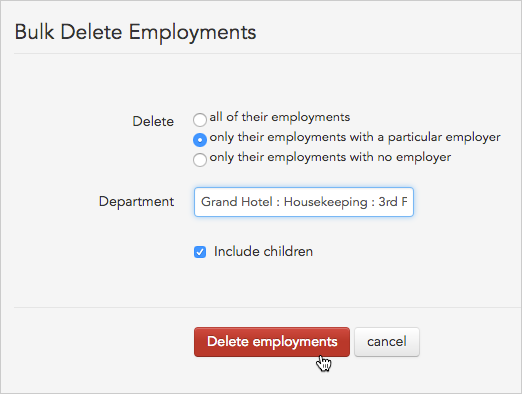 Bulk Delete Employments
Delete
all of their employments
only their employments with a particular employer
only their employments with no employer
Department
Grand Hotel : Housekeeping : 3rd F
Include children
Delete employments
cancel